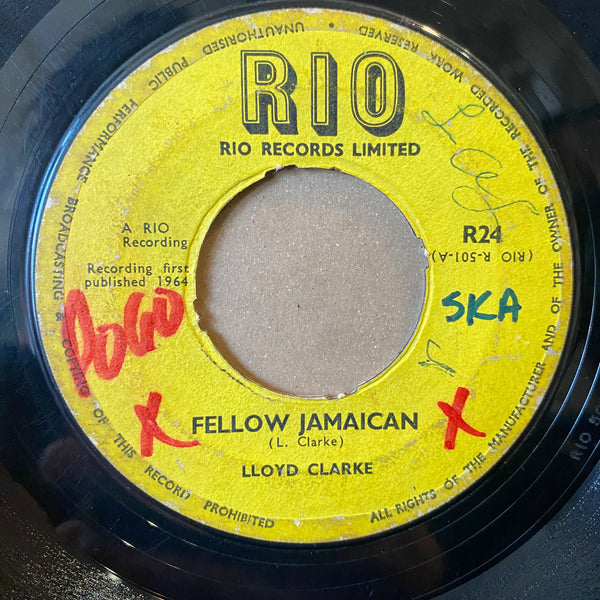 RIO
RIO RECORDS LIMITED
A RIO
Recording
Recording first
published 1964
R24
(RIO R-501-A)
POGO
SKA
X
X
FELLOW JAMAICAN
(L. Clarke)
LLOYD CLARKE
ALL RIGHTS OF THE MANUFACTURER AND OF THE OWNER OF THE RECORDED WORK RESERVED
UNAUTHORISED PUBLIC PERFORMANCE BROADCASTING & COPYING OF THIS RECORD PROHIBITED